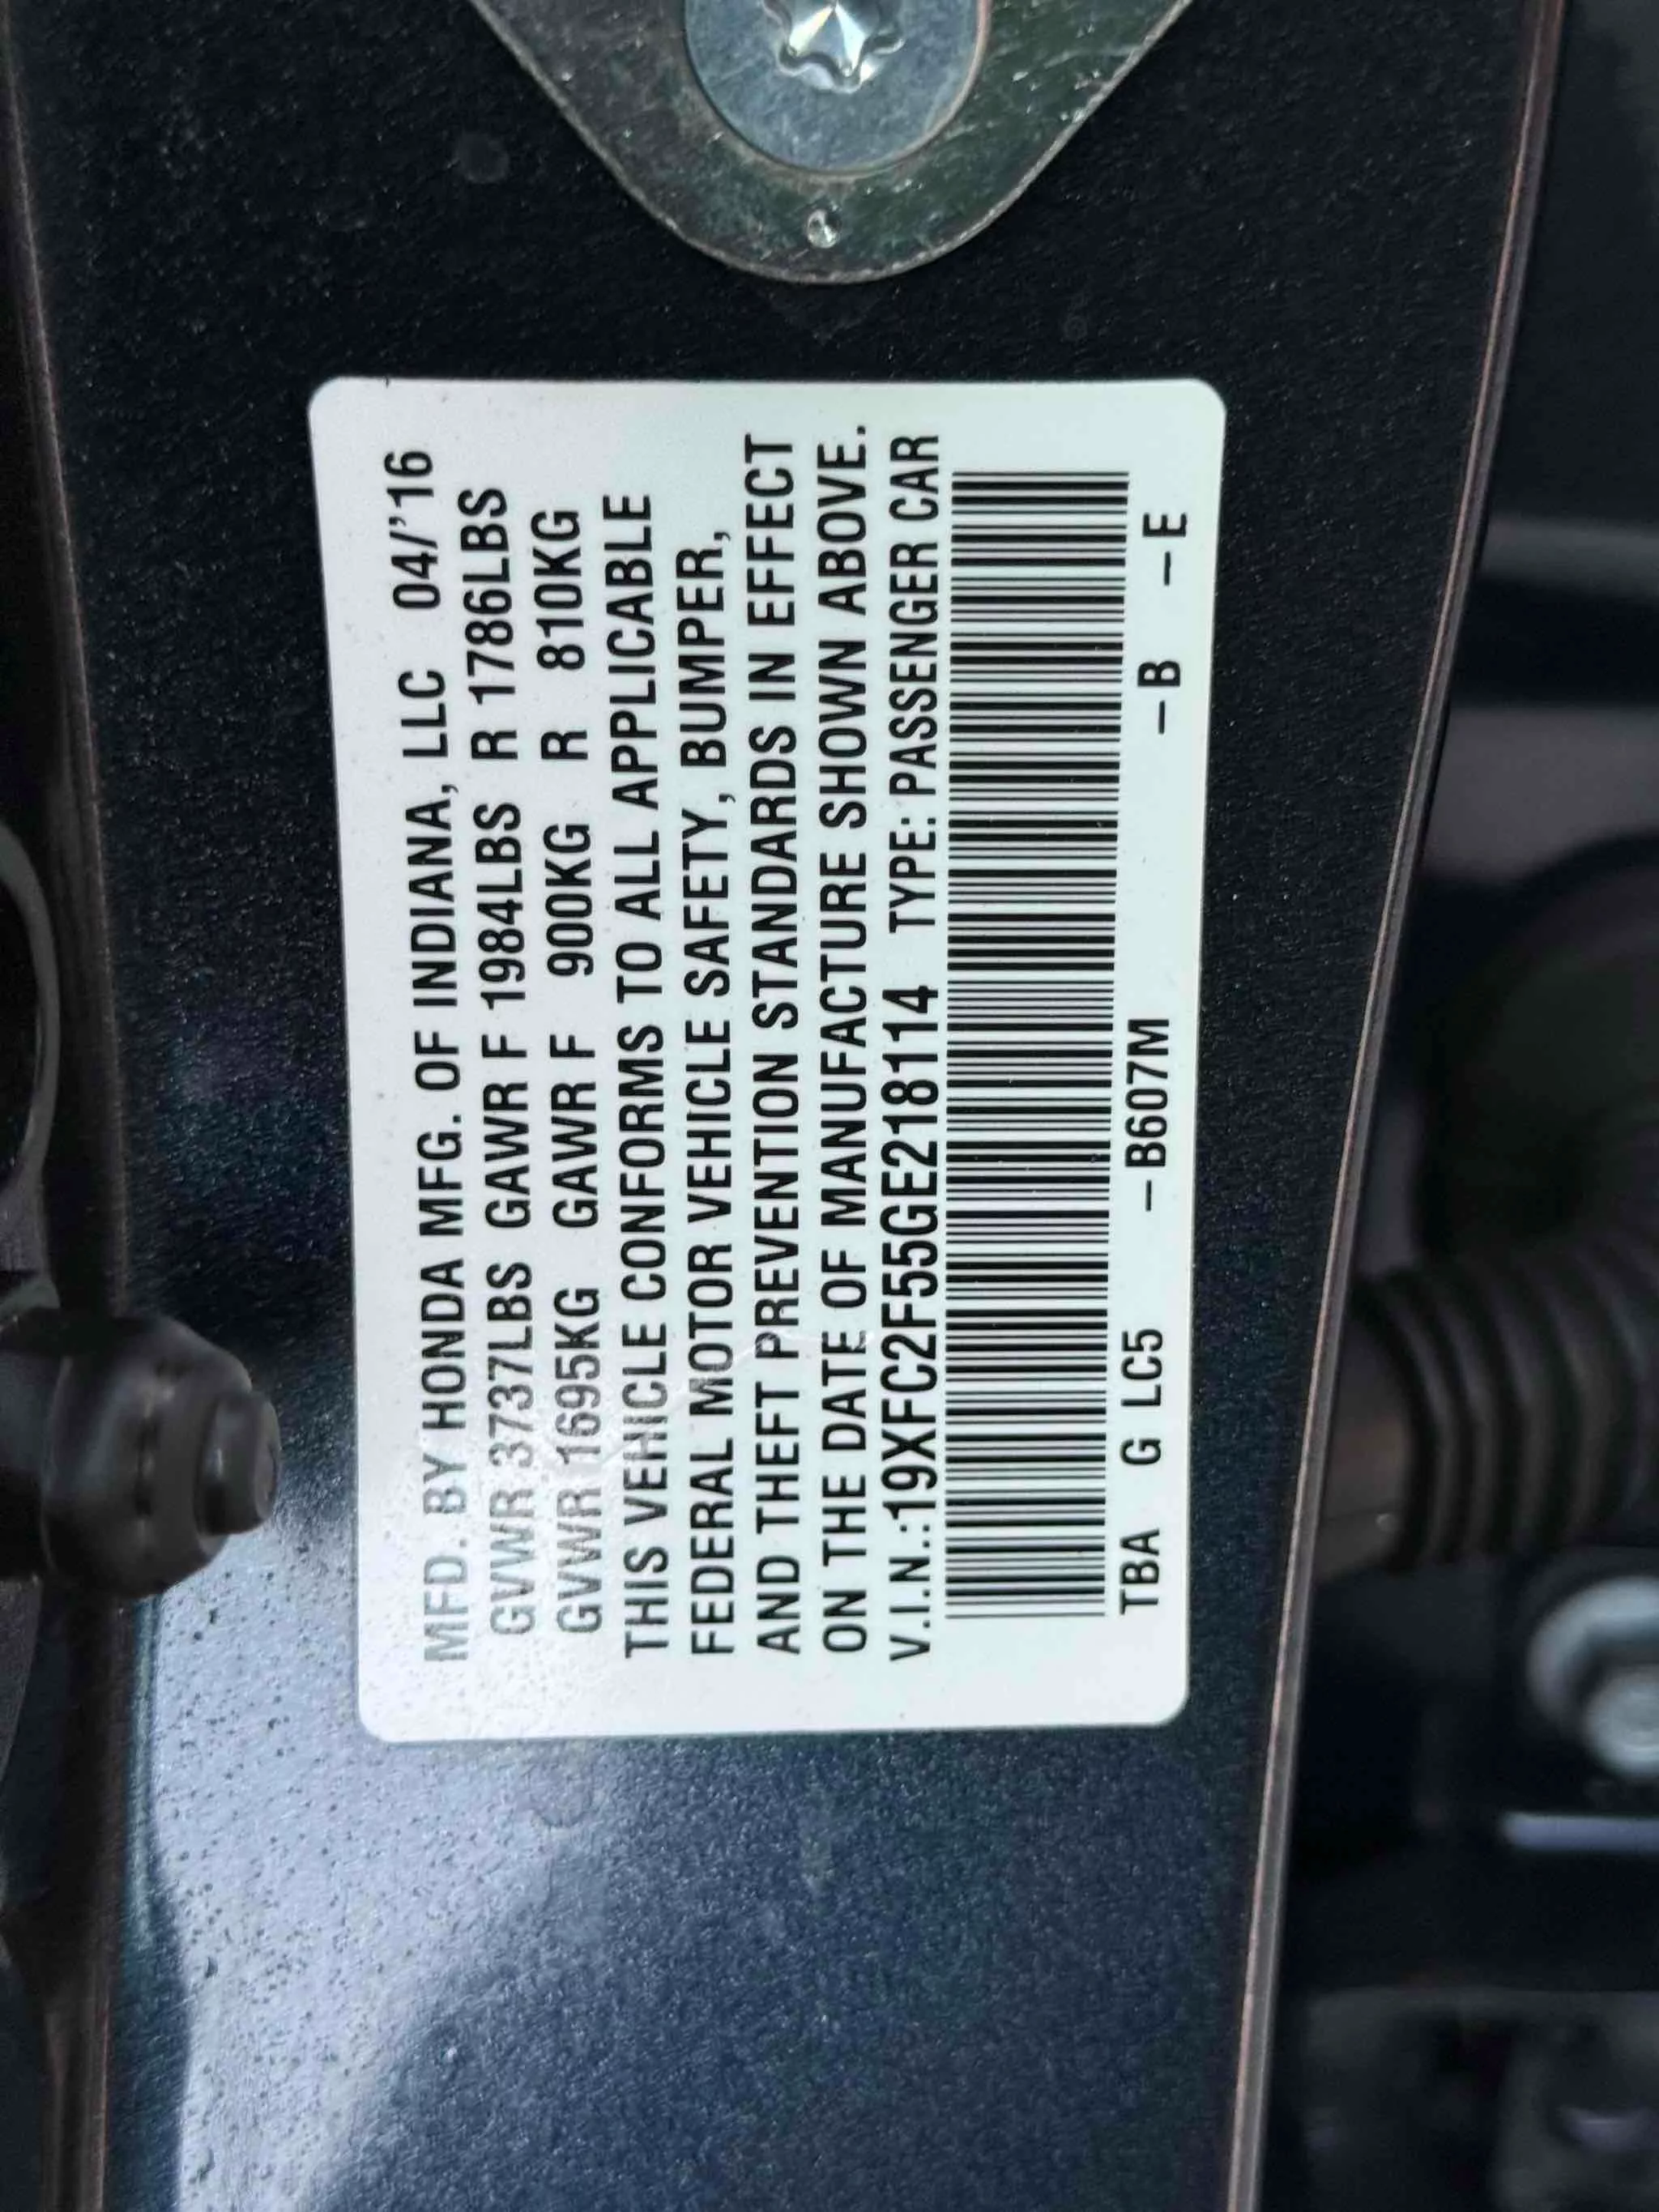 MFD. BY HONDA MFG. OF INDIANA, LLC 04/'16
GVWR 3737LBS GAWR F 1984LBS R 1786LBS
GVWR 1695KG GAWR F 900KG R 810KG
THIS VEHICLE CONFORMS TO ALL APPLICABLE
FEDERAL MOTOR VEHICLE SAFETY, BUMPER,
AND THEFT PREVENTION STANDARDS IN EFFECT
ON THE DATE OF MANUFACTURE SHOWN ABOVE.
V.I.N.:19XFC2F55GE218114 TYPE: PASSENGER CAR
TBA G LC5 –B607M –B –E